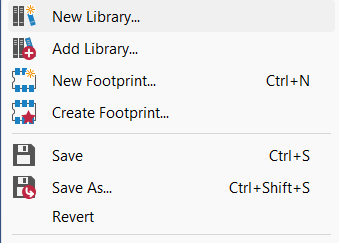 New Library...
Add Library...
New Footprint... Ctrl+N
Create Footprint...
Save Ctrl+S
Save As... Ctrl+Shift+S
Revert